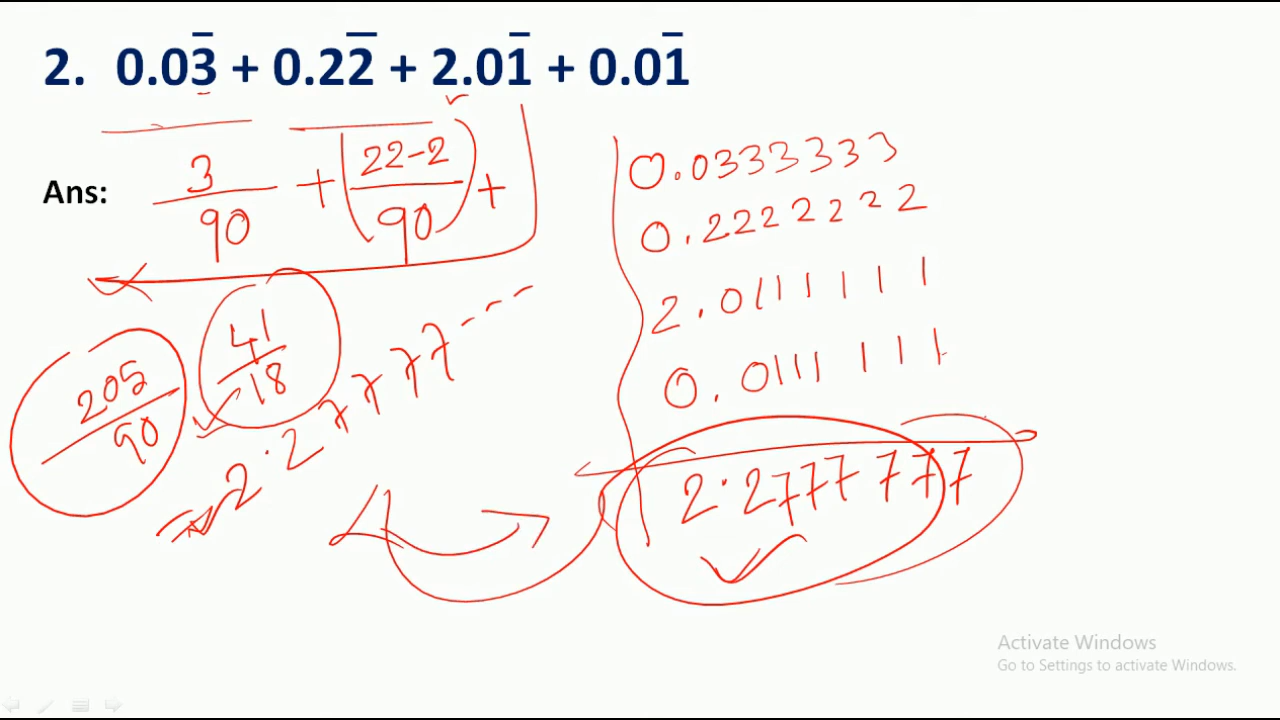 2. 0.03̅ + 0.22̅ + 2.01̅ + 0.01̅
Ans: 3/90 + (22-2/90) +
0.0333333
0.2222222
2.0111111
0.0111111
2.2777777
205/90
41/18
2.27777---
Activate Windows
Go to Settings to activate Windows.